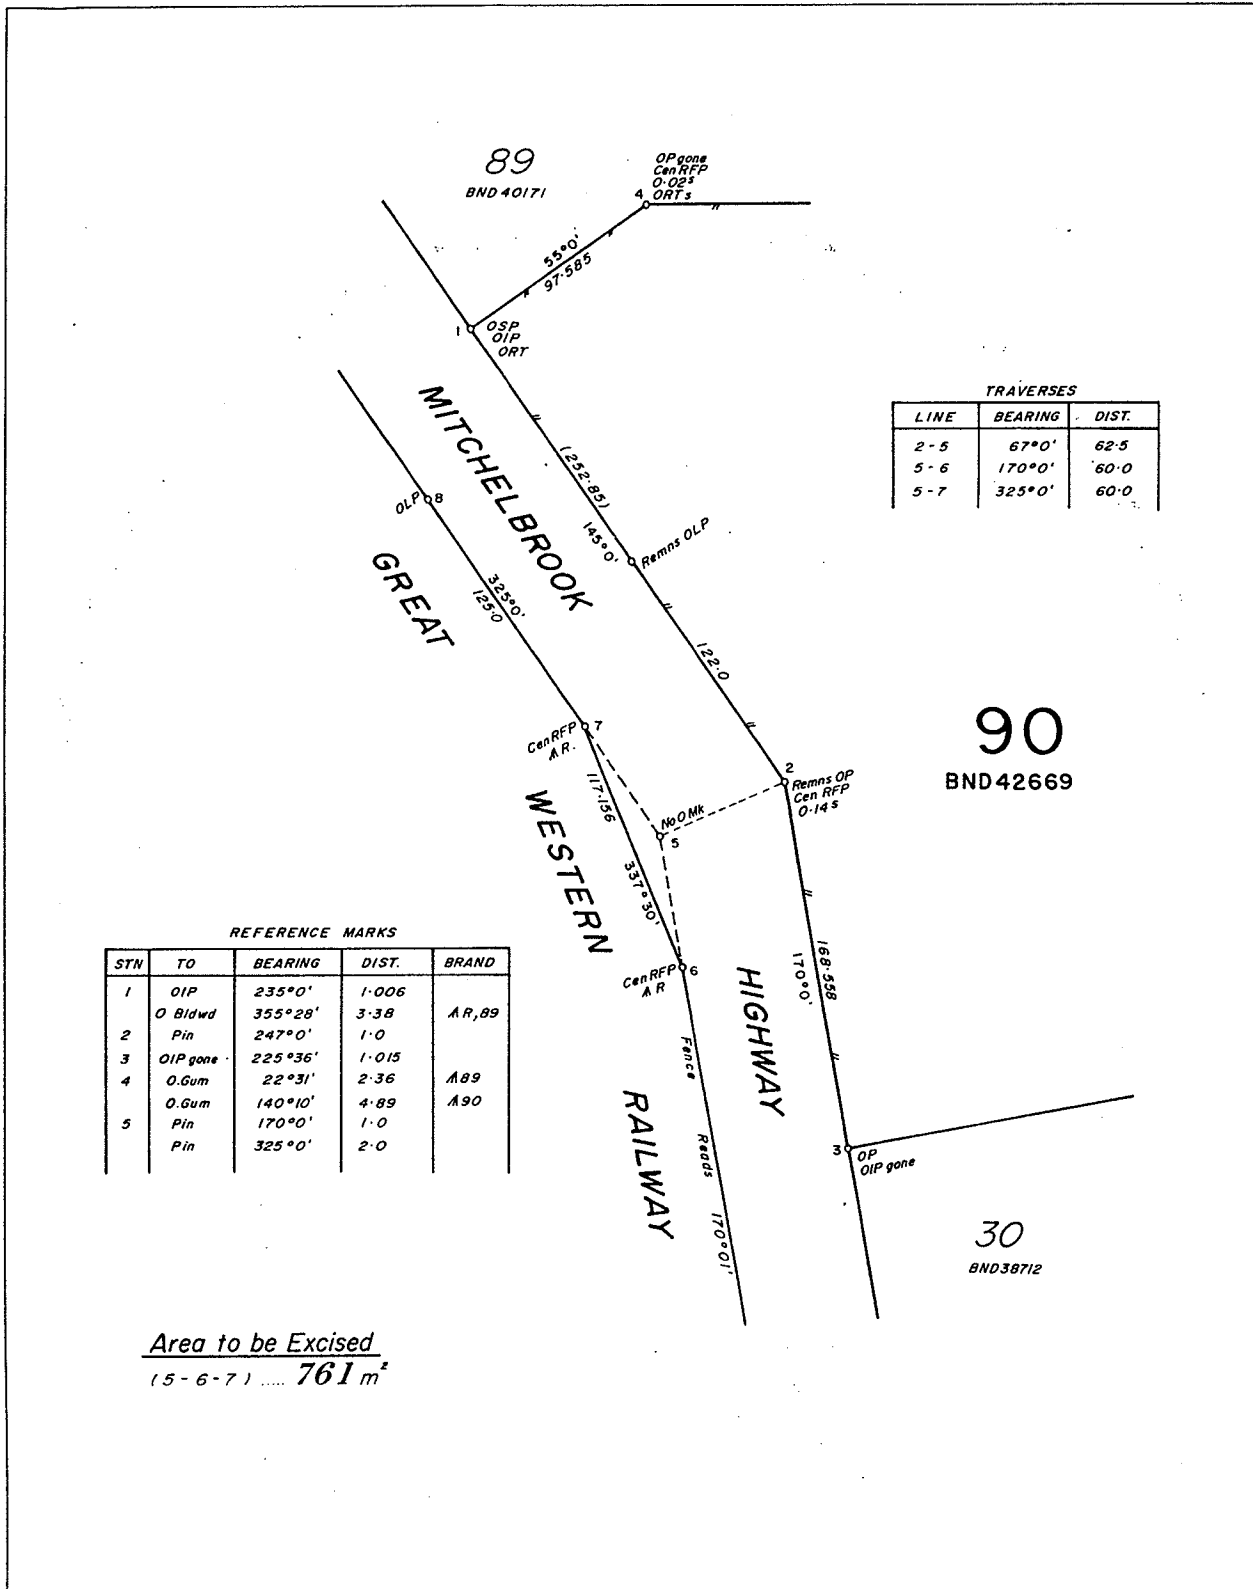 89
BND 40171
OP gone
Cen RFP
0·02ˢ
ORTs
4
55°0'
97·585
1
OSP
OIP
ORT
MITCHELBROOK
(252·85)
145°0'
Remns OLP
OLP
8
GREAT
325°0'
125·0
122·0
TRAVERSES
LINE BEARING DIST.
2-5 67°0' 62·5
5-6 170°0' 60·0
5-7 325°0' 60·0
90
BND 42669
7
Cen RFP
R.
2
Remns OP
Cen RFP
0·14ˢ
117·156
337°30'
No O Mk
5
WESTERN
168·558
170°0'
Cen RFP
R
6
HIGHWAY
Fence
Reads
170°01'
RAILWAY
3
OP
OIP gone
30
BND38712
REFERENCE MARKS
STN TO BEARING DIST. BRAND
1 OIP 235°0' 1·006
O Bldwd 355°28' 3·38 R,89
2 Pin 247°0' 1·0
3 OIP gone 225°36' 1·015
4 O.Gum 22°31' 2·36 89
O.Gum 140°10' 4·89 90
5 Pin 170°0' 1·0
Pin 325°0' 2·0
Area to be Excised
(5-6-7) ..... 761 m²